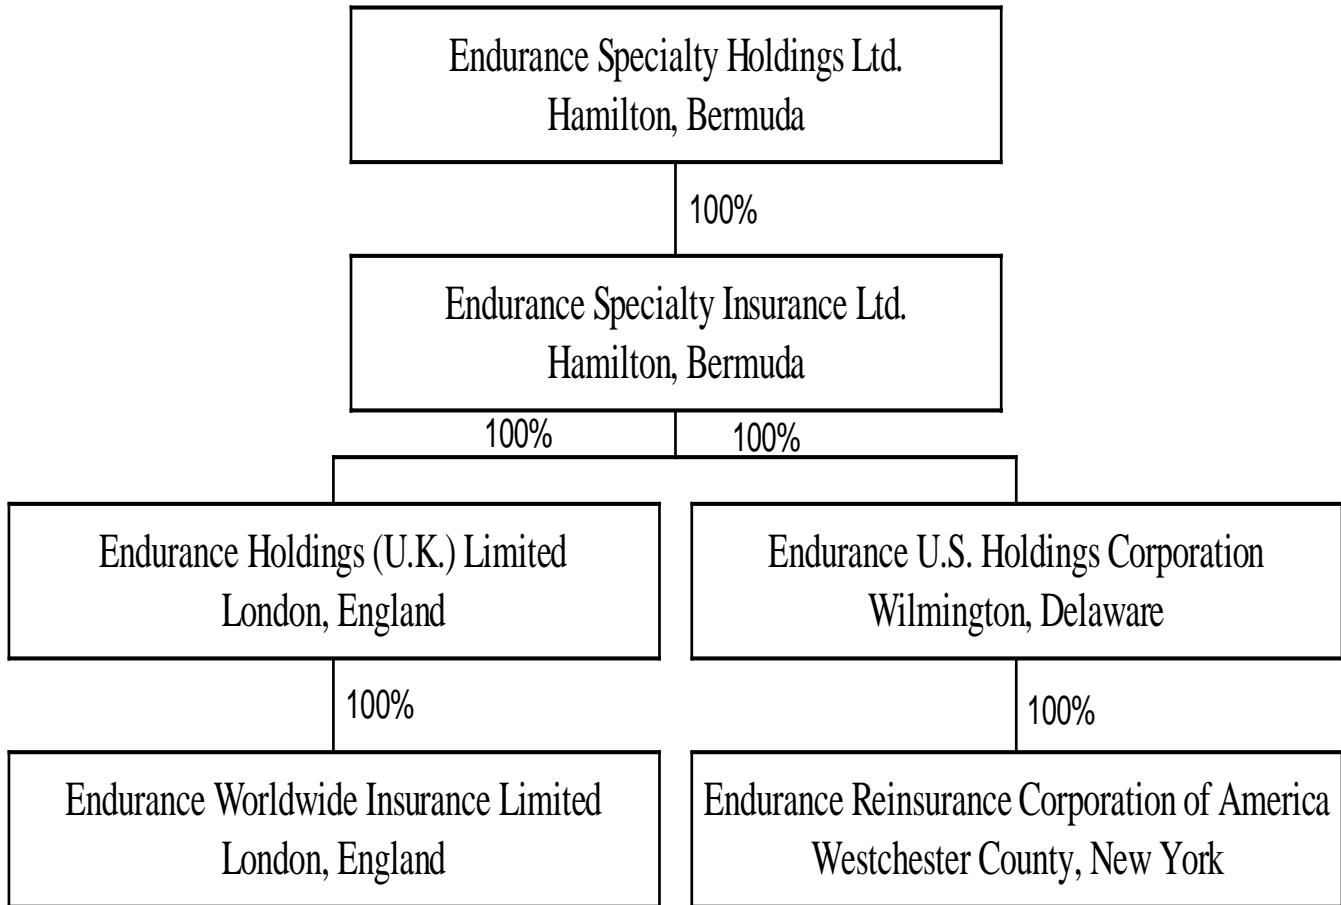 Endurance Specialty Holdings Ltd.
Hamilton, Bermuda
100%
Endurance Specialty Insurance Ltd.
Hamilton, Bermuda
100%
100%
Endurance Holdings (U.K.) Limited
London, England
Endurance U.S. Holdings Corporation
Wilmington, Delaware
100%
100%
Endurance Worldwide Insurance Limited
London, England
Endurance Reinsurance Corporation of America
Westchester County, New York